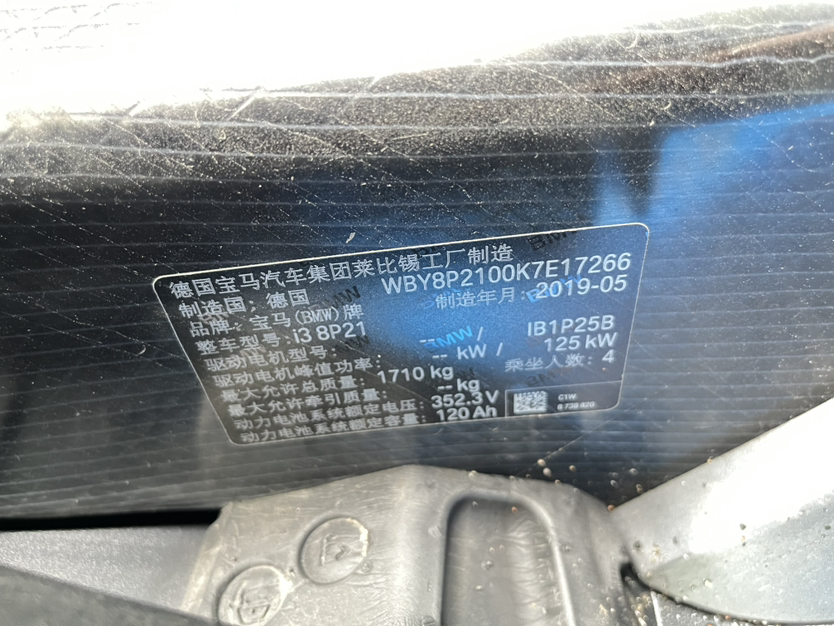 德国宝马汽车集团莱比锡工厂制造
制造国: 德国 WBY8P2100K7E17266
品牌: 宝马(BMW)牌 制造年月: 2019-05
整车型号: i3 8P21
驱动电机型号: -- / IB1P25B
驱动电机峰值功率: -- kW / 125 kW
最大允许总质量: 1710 kg 乘坐人数: 4
最大允许牵引质量: -- kg
动力电池系统额定电压: 352.3 V
动力电池系统额定容量: 120 Ah
C1W
BMW
BMW